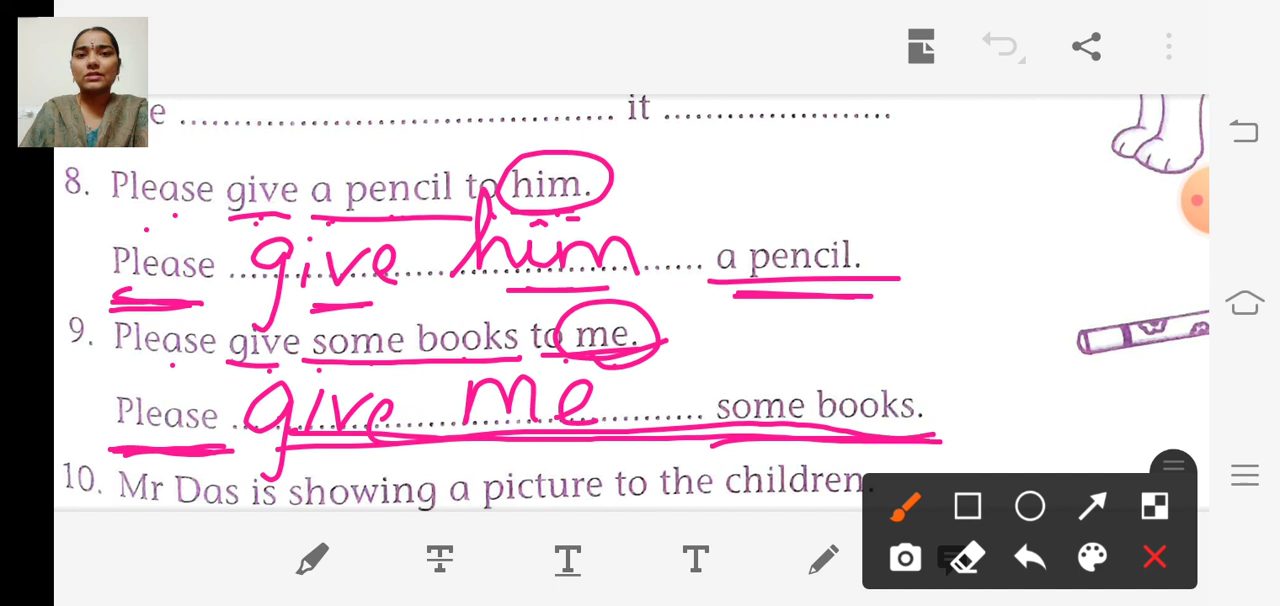 e ........................................ it .....................
8. Please give a pencil to him.
Please give him a pencil.
9. Please give some books to me.
Please give me some books.
10. Mr Das is showing a picture to the children.
T T T